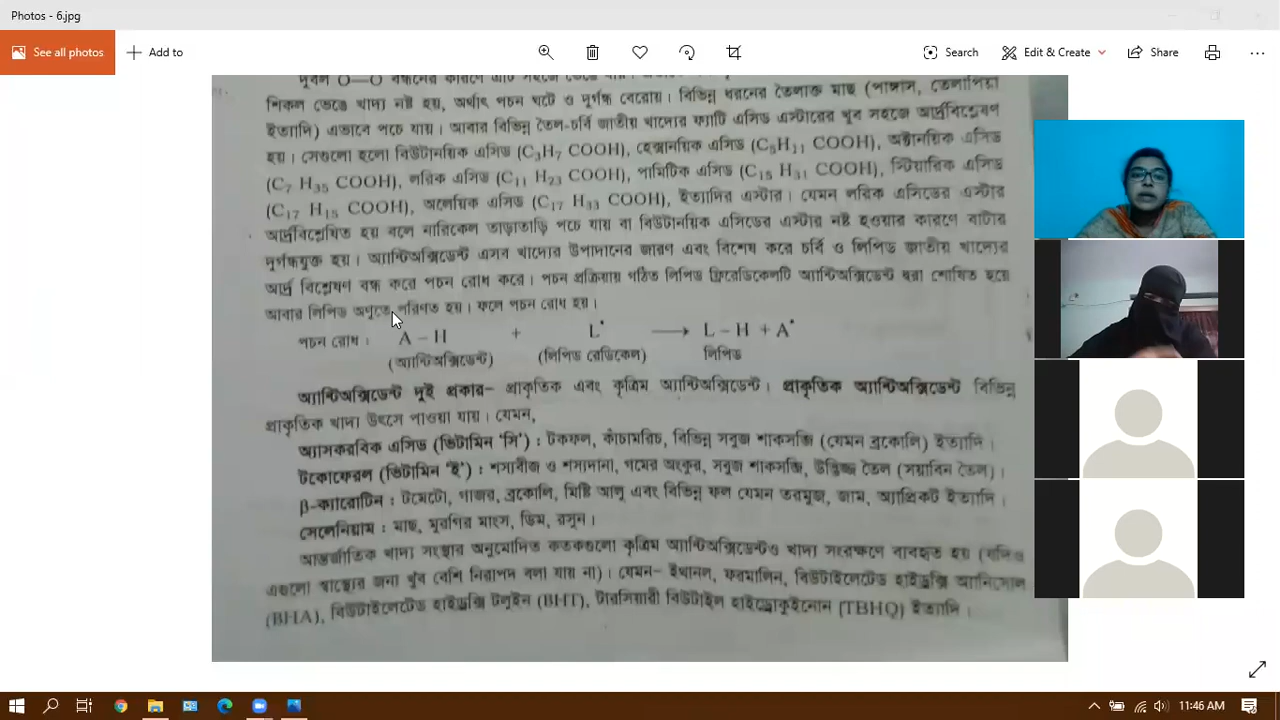 Photos - 6.jpg
See all photos
Add to
Search
Edit & Create
Share
দুর্বল O—O বন্ধনের কারণে এটি সহজে ভেঙে যায়।
শিকল ভেঙে খাদ্য নষ্ট হয়, অর্থাৎ পচন ঘটে ও দুর্গন্ধ বেরোয়। বিভিন্ন ধরনের তৈলাক্ত মাছ (পাঙ্গাস, তেলাপিয়া
ইত্যাদি) এভাবে পচে যায়। আবার বিভিন্ন তৈল-চর্বি জাতীয় খাদ্যের ফ্যাটি এসিড এস্টারের খুব সহজে আর্দ্রবিশ্লেষণ
হয়। সেগুলো হলো বিউটানয়িক এসিড (C₃H₇ COOH), হেক্সানয়িক এসিড (C₅H₁₁ COOH), অক্টানয়িক এসিড
(C₇ H₃₅ COOH), লরিক এসিড (C₁₁ H₂₃ COOH), পামিটিক এসিড (C₁₅ H₃₁ COOH), স্টিয়ারিক এসিড
(C₁₇ H₁₅ COOH), অলেয়িক এসিড (C₁₇ H₃₃ COOH), ইত্যাদির এস্টার। যেমন লরিক এসিডের এস্টার
আর্দ্রবিশ্লেষিত হয় বলে নারিকেল তাড়াতাড়ি পচে যায় বা বিউটানয়িক এসিডের এস্টার নষ্ট হওয়ার কারণে বাটার
দুর্গন্ধযুক্ত হয়। অ্যান্টিঅক্সিডেন্ট এসব খাদ্যের উপাদানের জারণ এবং বিশেষ করে চর্বি ও লিপিড জাতীয় খাদ্যের
আর্দ্র বিশ্লেষণ বন্ধ করে পচন রোধ করে। পচন প্রক্রিয়ায় গঠিত লিপিড ফ্রিরেডিকেলটি অ্যান্টিঅক্সিডেন্ট দ্বারা শোষিত হয়ে
আবার লিপিড অণুতে পরিণত হয়। ফলে পচন রোধ হয়।
পচন রোধ : A – H + L• ⟶ L – H + A•
(অ্যান্টিঅক্সিডেন্ট) (লিপিড রেডিকেল) লিপিড
অ্যান্টিঅক্সিডেন্ট দুই প্রকার– প্রাকৃতিক এবং কৃত্রিম অ্যান্টিঅক্সিডেন্ট। প্রাকৃতিক অ্যান্টিঅক্সিডেন্ট বিভিন্ন
প্রাকৃতিক খাদ্য উৎসে পাওয়া যায়। যেমন,
অ্যাসকরবিক এসিড (ভিটামিন ‘সি’) : টকফল, কাঁচামরিচ, বিভিন্ন সবুজ শাকসব্জি (যেমন ব্রকোলি) ইত্যাদি।
টকোফেরল (ভিটামিন ‘ই’) : শস্যবীজ ও শস্যদানা, গমের অংকুর, সবুজ শাকসব্জি, উদ্ভিজ্জ তৈল (সয়াবিন তৈল)।
β-ক্যারোটিন : টমেটো, গাজর, ব্রকোলি, মিষ্টি আলু এবং বিভিন্ন ফল যেমন তরমুজ, জাম, অ্যাপ্রিকট ইত্যাদি।
সেলেনিয়াম : মাছ, মুরগির মাংস, ডিম, রসুন।
আন্তর্জাতিক খাদ্য সংস্থার অনুমোদিত কতকগুলো কৃত্রিম অ্যান্টিঅক্সিডেন্টও খাদ্য সংরক্ষণে ব্যবহৃত হয় (যদিও
এগুলো স্বাস্থ্যের জন্য খুব বেশি নিরাপদ বলা যায় না)। যেমন– ইথানল, ফরমালিন, বিউটাইলেটেড হাইড্রক্সি অ্যানিসোল
(BHA), বিউটাইলেটেড হাইড্রক্সি টলুইন (BHT), টারসিয়ারী বিউটাইল হাইড্রোকুইনোন (TBHQ) ইত্যাদি।
11:46 AM